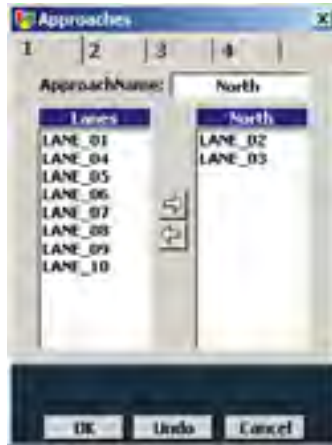 Approaches
1 2 3 4
ApproachName: North
Lanes
LANE_01
LANE_04
LANE_05
LANE_06
LANE_07
LANE_08
LANE_09
LANE_10
North
LANE_02
LANE_03
OK Undo Cancel